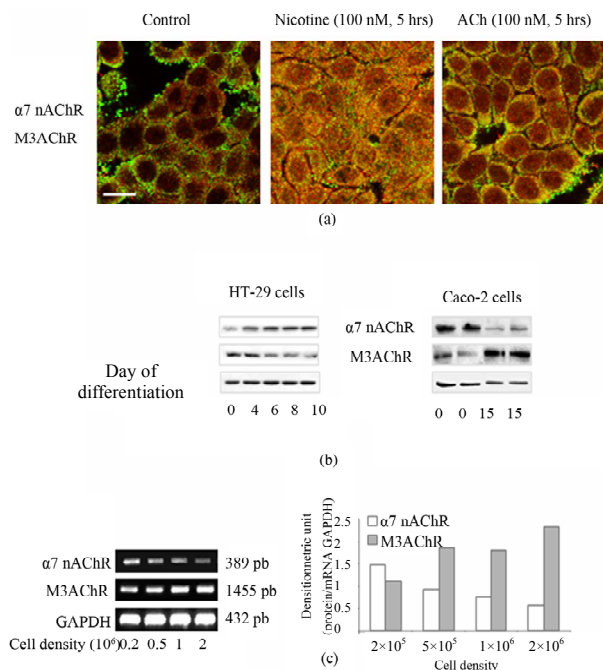 Control Nicotine (100 nM, 5 hrs) ACh (100 nM, 5 hrs)
α7 nAChR
M3AChR
(a)
HT-29 cells Caco-2 cells
α7 nAChR
M3AChR
Day of
differentiation
0 4 6 8 10 0 0 15 15
(b)
α7 nAChR 389 pb
M3AChR 1455 pb
GAPDH 432 pb
Cell density (10⁶) 0.2 0.5 1 2
Densitionnetric unit
(protein/mRNA GAPDH)
2.5
2
1.5
1
0.5
0
α7 nAChR
M3AChR
2×10⁵ 5×10⁵ 1×10⁶ 2×10⁶
Cell density
(c)